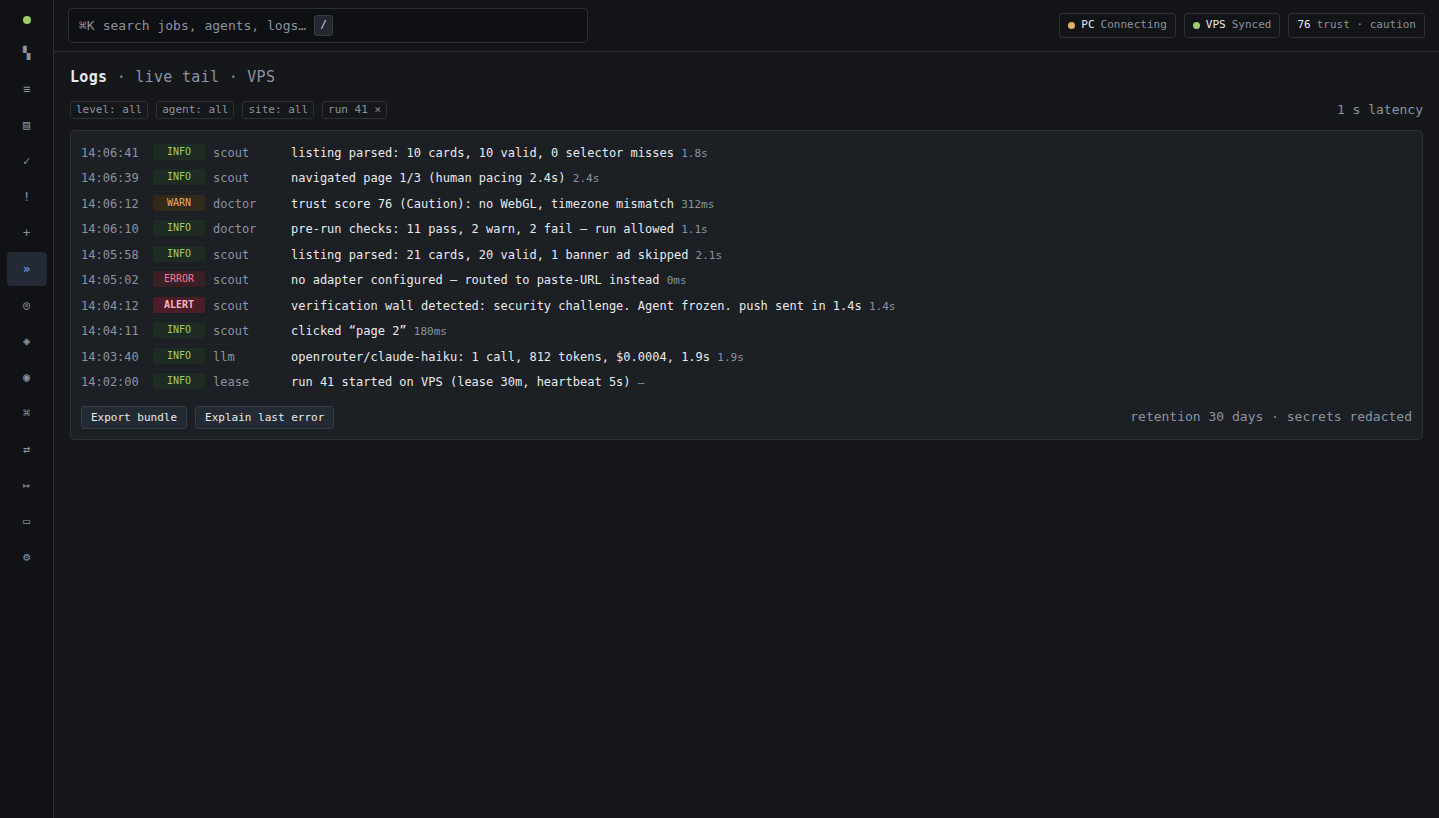 ⌘K search jobs, agents, logs… /
PC Connecting
VPS Synced
76 trust · caution
Logs · live tail · VPS
level: all agent: all site: all run 41 ×
1 s latency
14:06:41 INFO scout listing parsed: 10 cards, 10 valid, 0 selector misses 1.8s
14:06:39 INFO scout navigated page 1/3 (human pacing 2.4s) 2.4s
14:06:12 WARN doctor trust score 76 (Caution): no WebGL, timezone mismatch 312ms
14:06:10 INFO doctor pre-run checks: 11 pass, 2 warn, 2 fail — run allowed 1.1s
14:05:58 INFO scout listing parsed: 21 cards, 20 valid, 1 banner ad skipped 2.1s
14:05:02 ERROR scout no adapter configured — routed to paste-URL instead 0ms
14:04:12 ALERT scout verification wall detected: security challenge. Agent frozen. push sent in 1.4s 1.4s
14:04:11 INFO scout clicked “page 2” 180ms
14:03:40 INFO llm openrouter/claude-haiku: 1 call, 812 tokens, $0.0004, 1.9s 1.9s
14:02:00 INFO lease run 41 started on VPS (lease 30m, heartbeat 5s) —
Export bundle Explain last error
retention 30 days · secrets redacted